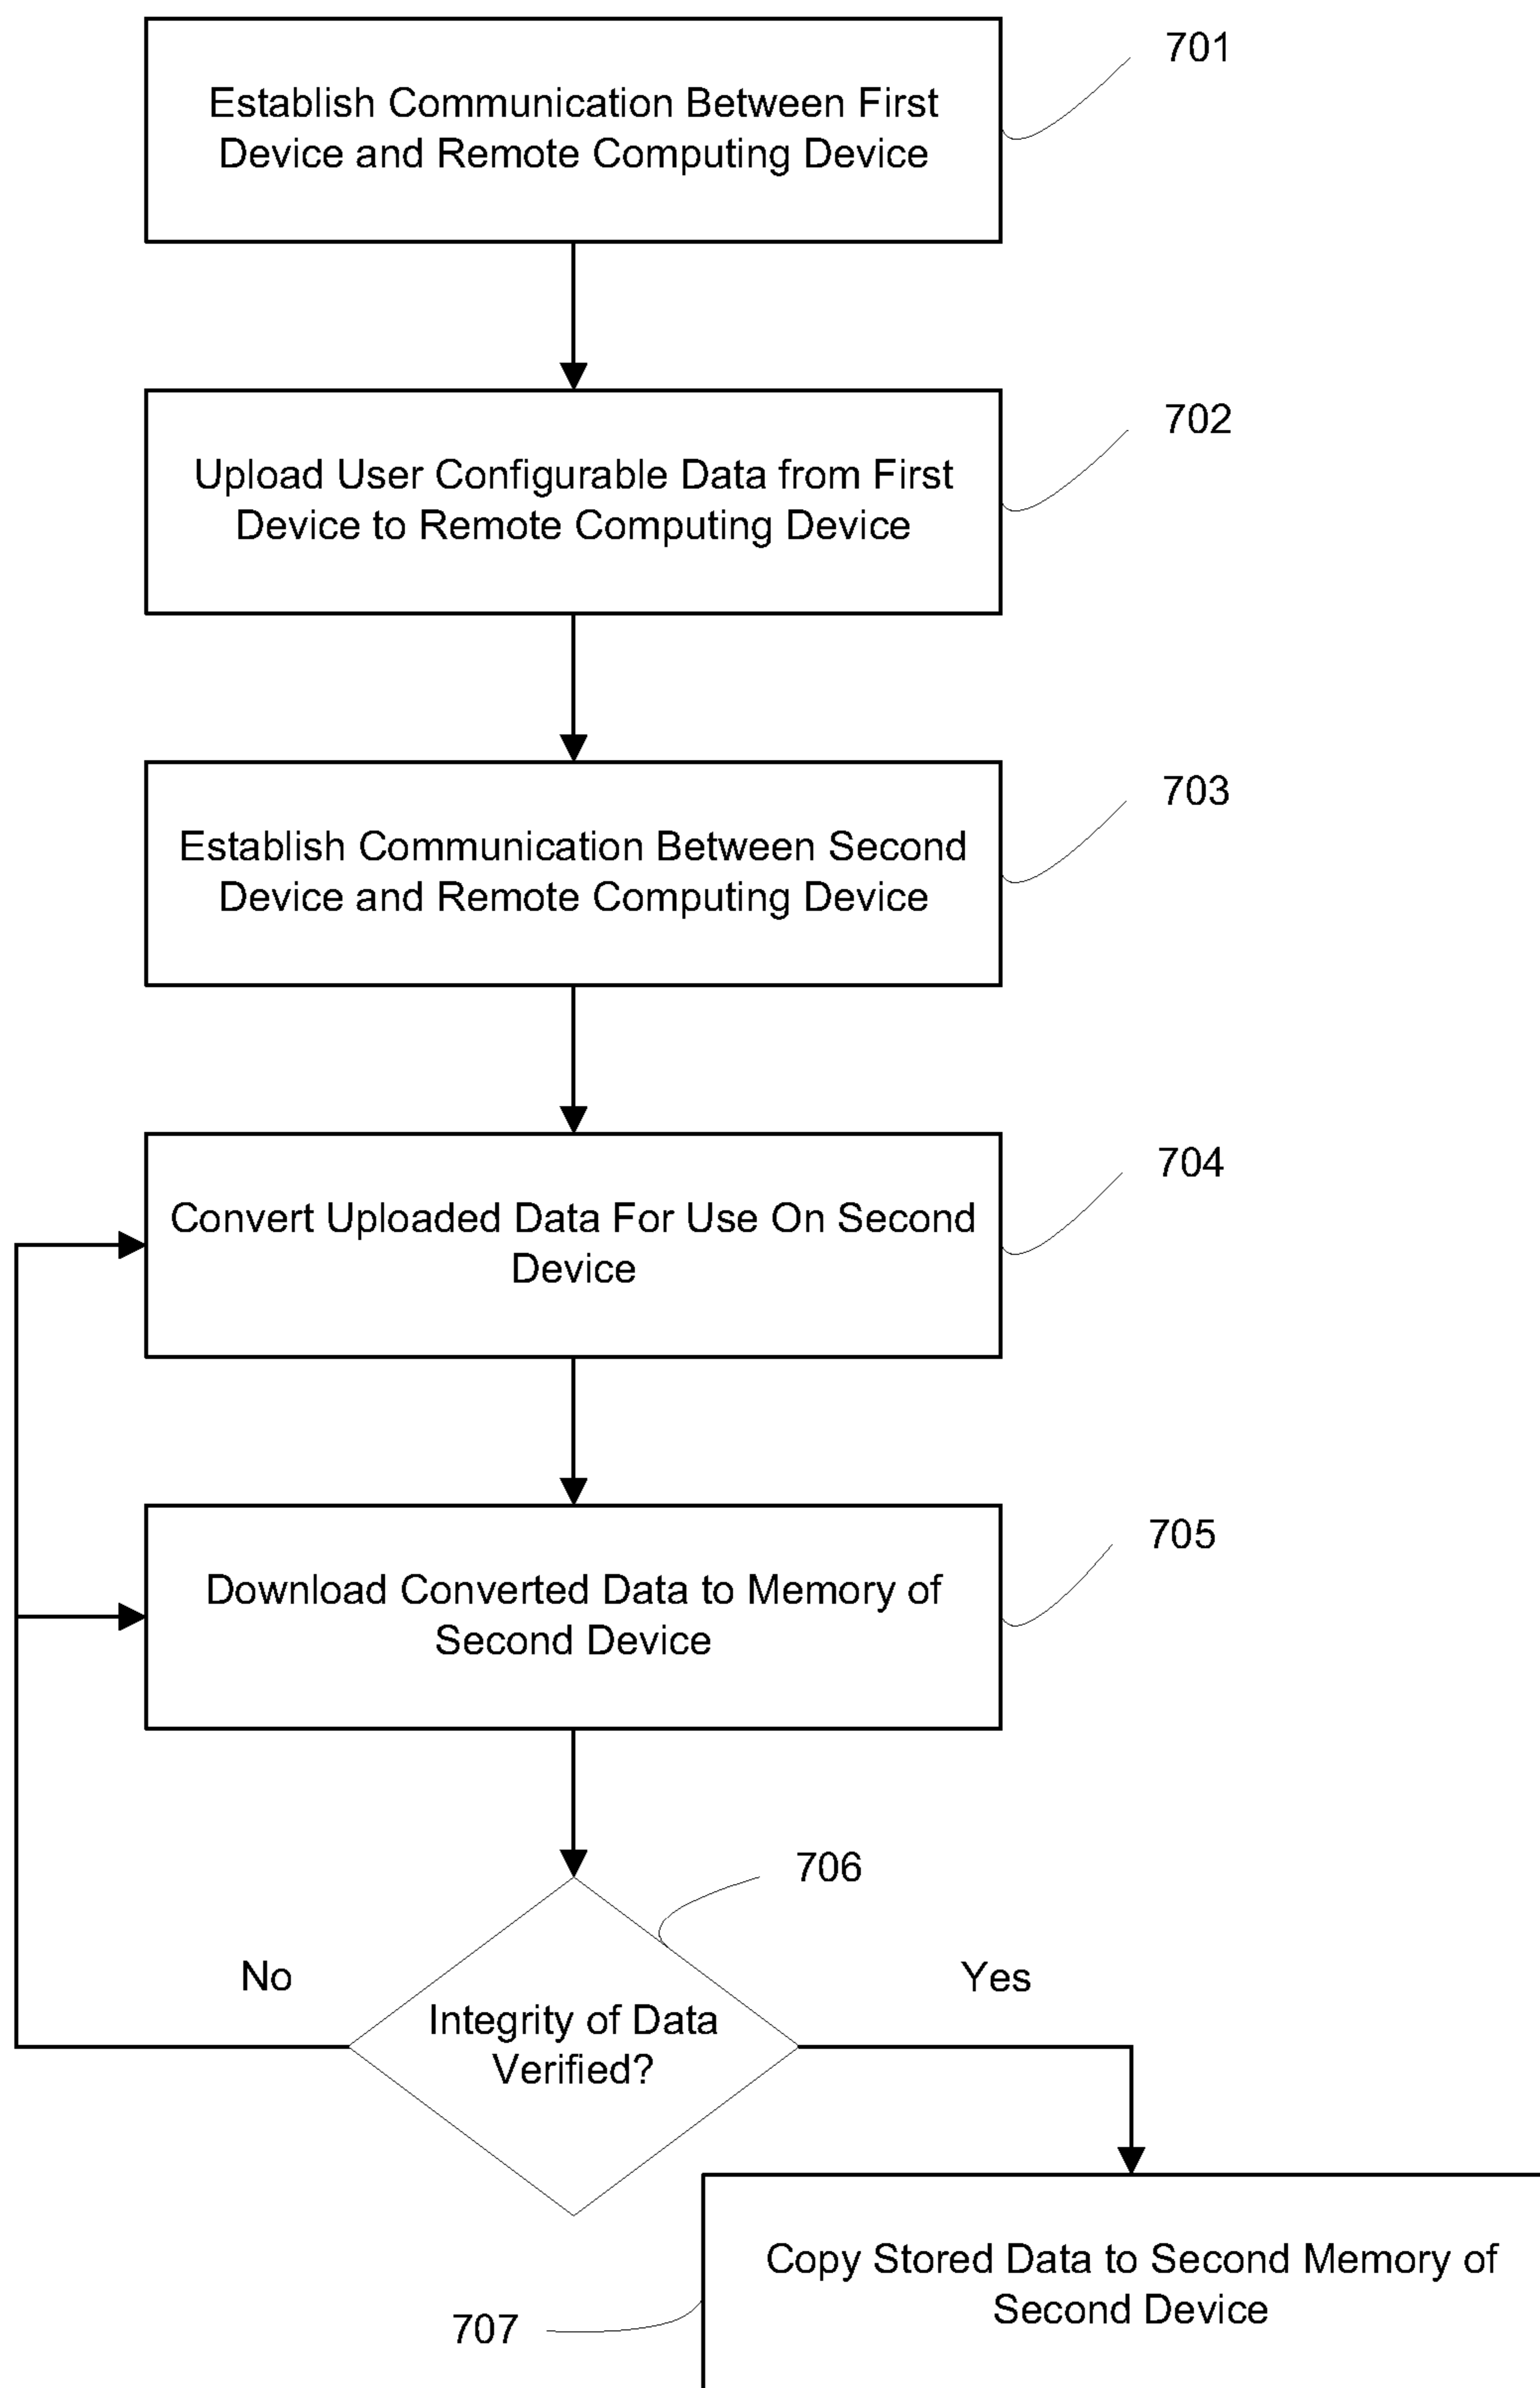 Establish Communication Between First
Device and Remote Computing Device
701
Upload User Configurable Data from First
Device to Remote Computing Device
702
Establish Communication Between Second
Device and Remote Computing Device
703
Convert Uploaded Data For Use On Second
Device
704
Download Converted Data to Memory of
Second Device
705
706
No
Yes
Integrity of Data
Verified?
Copy Stored Data to Second Memory of
Second Device
707